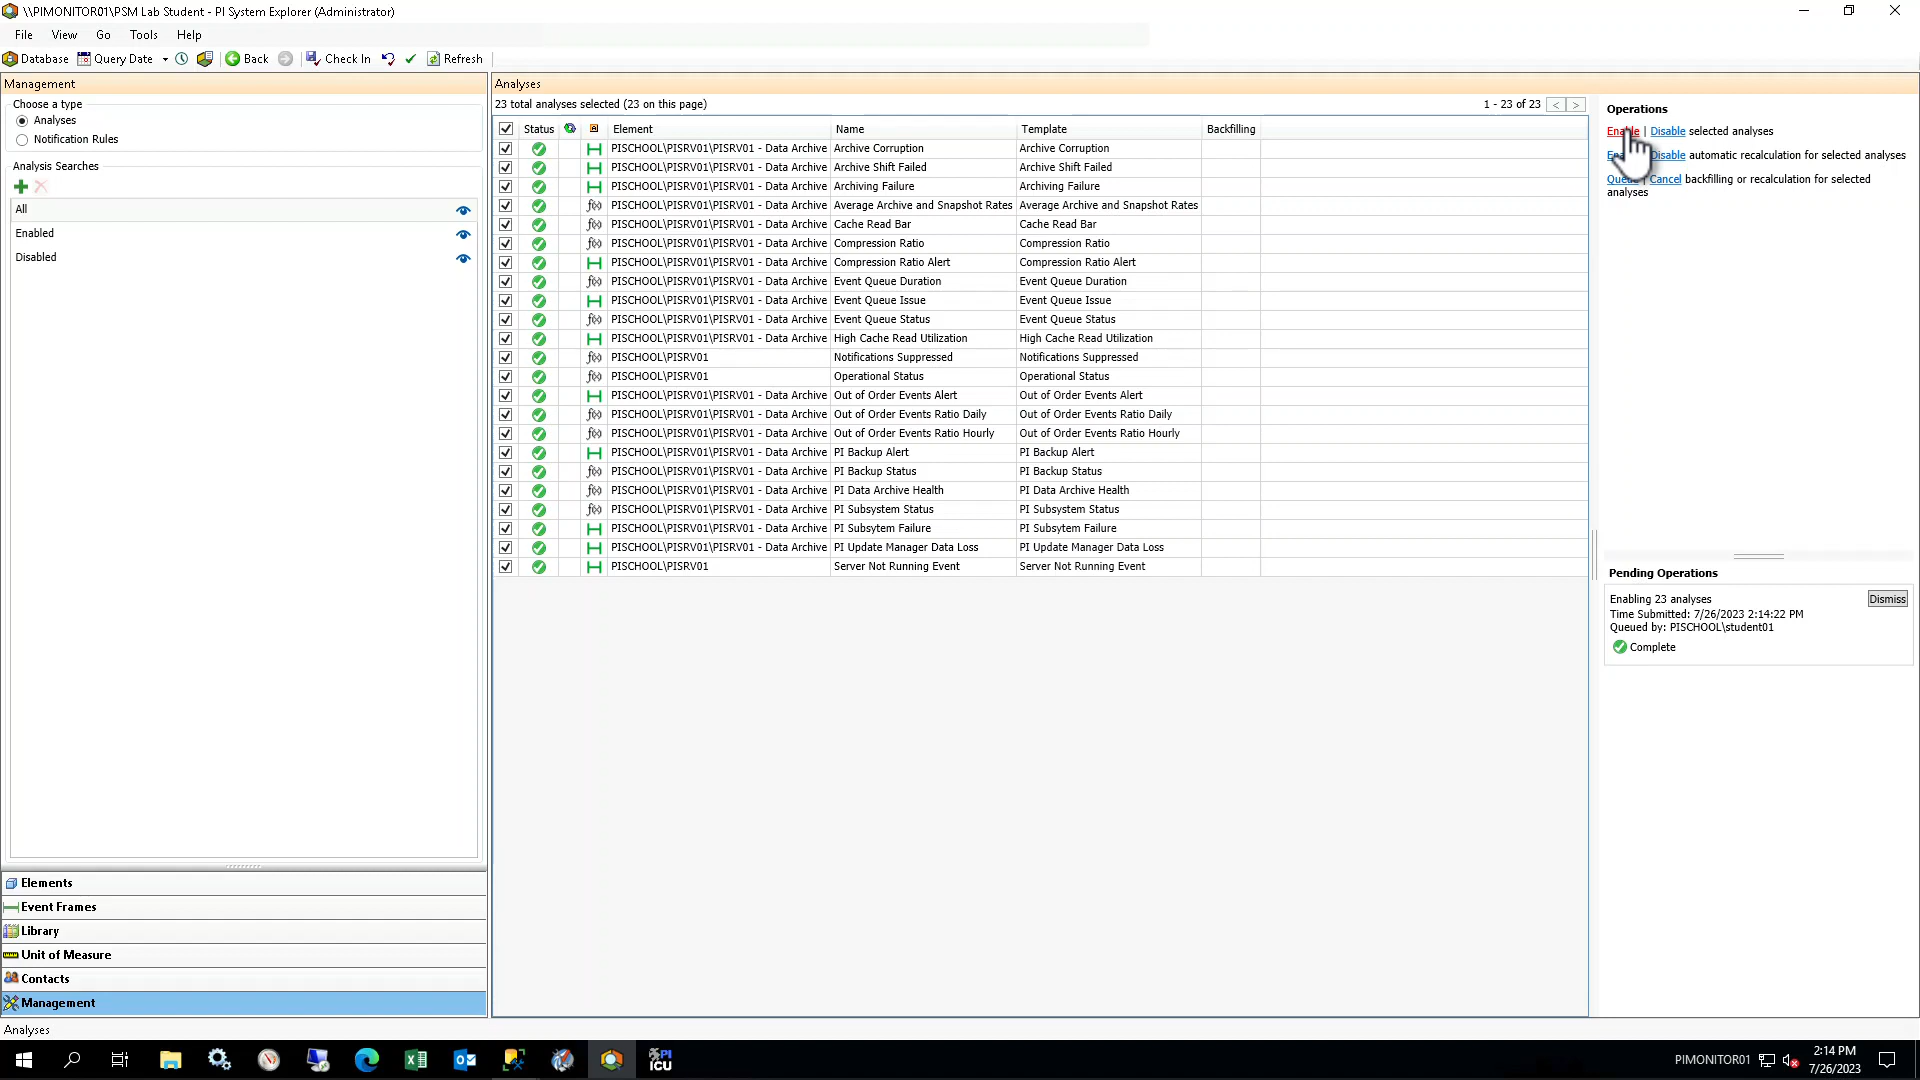 \\PIMONITOR01\PSM Lab Student - PI System Explorer (Administrator)
File View Go Tools Help
Database Query Date Back Check In Refresh
Management
Choose a type
Analyses
Notification Rules
Analysis Searches
All
Enabled
Disabled
Elements
Event Frames
Library
Unit of Measure
Contacts
Management
Analyses
Analyses
23 total analyses selected (23 on this page) 1 - 23 of 23 < >
Status Element Name Template Backfilling
PISCHOOL\PISRV01\PISRV01 - Data Archive Archive Corruption Archive Corruption
PISCHOOL\PISRV01\PISRV01 - Data Archive Archive Shift Failed Archive Shift Failed
PISCHOOL\PISRV01\PISRV01 - Data Archive Archiving Failure Archiving Failure
f(x) PISCHOOL\PISRV01\PISRV01 - Data Archive Average Archive and Snapshot Rates Average Archive and Snapshot Rates
f(x) PISCHOOL\PISRV01\PISRV01 - Data Archive Cache Read Bar Cache Read Bar
f(x) PISCHOOL\PISRV01\PISRV01 - Data Archive Compression Ratio Compression Ratio
PISCHOOL\PISRV01\PISRV01 - Data Archive Compression Ratio Alert Compression Ratio Alert
f(x) PISCHOOL\PISRV01\PISRV01 - Data Archive Event Queue Duration Event Queue Duration
PISCHOOL\PISRV01\PISRV01 - Data Archive Event Queue Issue Event Queue Issue
f(x) PISCHOOL\PISRV01\PISRV01 - Data Archive Event Queue Status Event Queue Status
PISCHOOL\PISRV01\PISRV01 - Data Archive High Cache Read Utilization High Cache Read Utilization
f(x) PISCHOOL\PISRV01 Notifications Suppressed Notifications Suppressed
f(x) PISCHOOL\PISRV01 Operational Status Operational Status
PISCHOOL\PISRV01\PISRV01 - Data Archive Out of Order Events Alert Out of Order Events Alert
f(x) PISCHOOL\PISRV01\PISRV01 - Data Archive Out of Order Events Ratio Daily Out of Order Events Ratio Daily
f(x) PISCHOOL\PISRV01\PISRV01 - Data Archive Out of Order Events Ratio Hourly Out of Order Events Ratio Hourly
PISCHOOL\PISRV01\PISRV01 - Data Archive PI Backup Alert PI Backup Alert
f(x) PISCHOOL\PISRV01\PISRV01 - Data Archive PI Backup Status PI Backup Status
f(x) PISCHOOL\PISRV01\PISRV01 - Data Archive PI Data Archive Health PI Data Archive Health
f(x) PISCHOOL\PISRV01\PISRV01 - Data Archive PI Subsystem Status PI Subsystem Status
PISCHOOL\PISRV01\PISRV01 - Data Archive PI Subsytem Failure PI Subsytem Failure
PISCHOOL\PISRV01\PISRV01 - Data Archive PI Update Manager Data Loss PI Update Manager Data Loss
PISCHOOL\PISRV01 Server Not Running Event Server Not Running Event
Operations
Enable | Disable selected analyses
Disable automatic recalculation for selected analyses
Queue | Cancel backfilling or recalculation for selected
analyses
Pending Operations
Enabling 23 analyses Dismiss
Time Submitted: 7/26/2023 2:14:22 PM
Queued by: PISCHOOL\student01
Complete
PI
ICU
PIMONITOR01
2:14 PM
7/26/2023